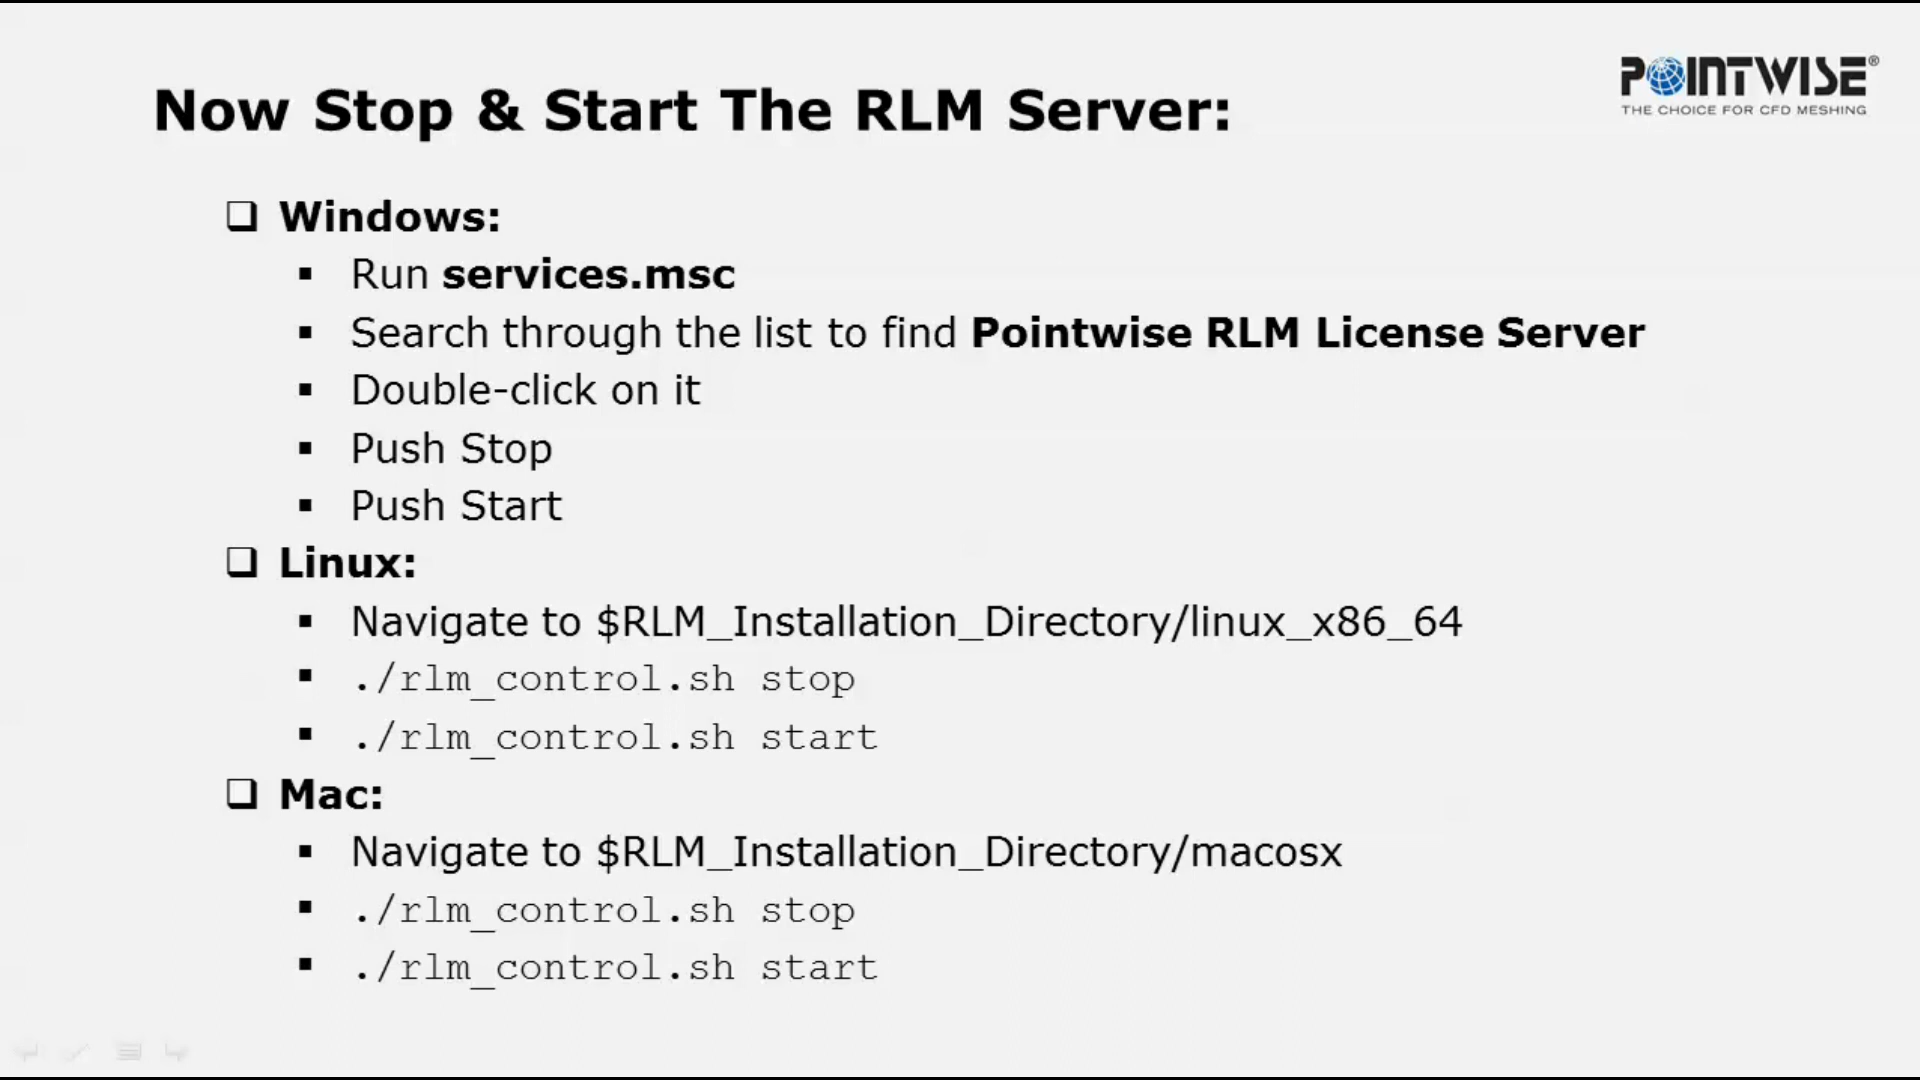 POINTWISE®
THE CHOICE FOR CFD MESHING
Now Stop & Start The RLM Server:
Windows:
Run services.msc
Search through the list to find Pointwise RLM License Server
Double-click on it
Push Stop
Push Start
Linux:
Navigate to $RLM_Installation_Directory/linux_x86_64
./rlm_control.sh stop
./rlm_control.sh start
Mac:
Navigate to $RLM_Installation_Directory/macosx
./rlm_control.sh stop
./rlm_control.sh start